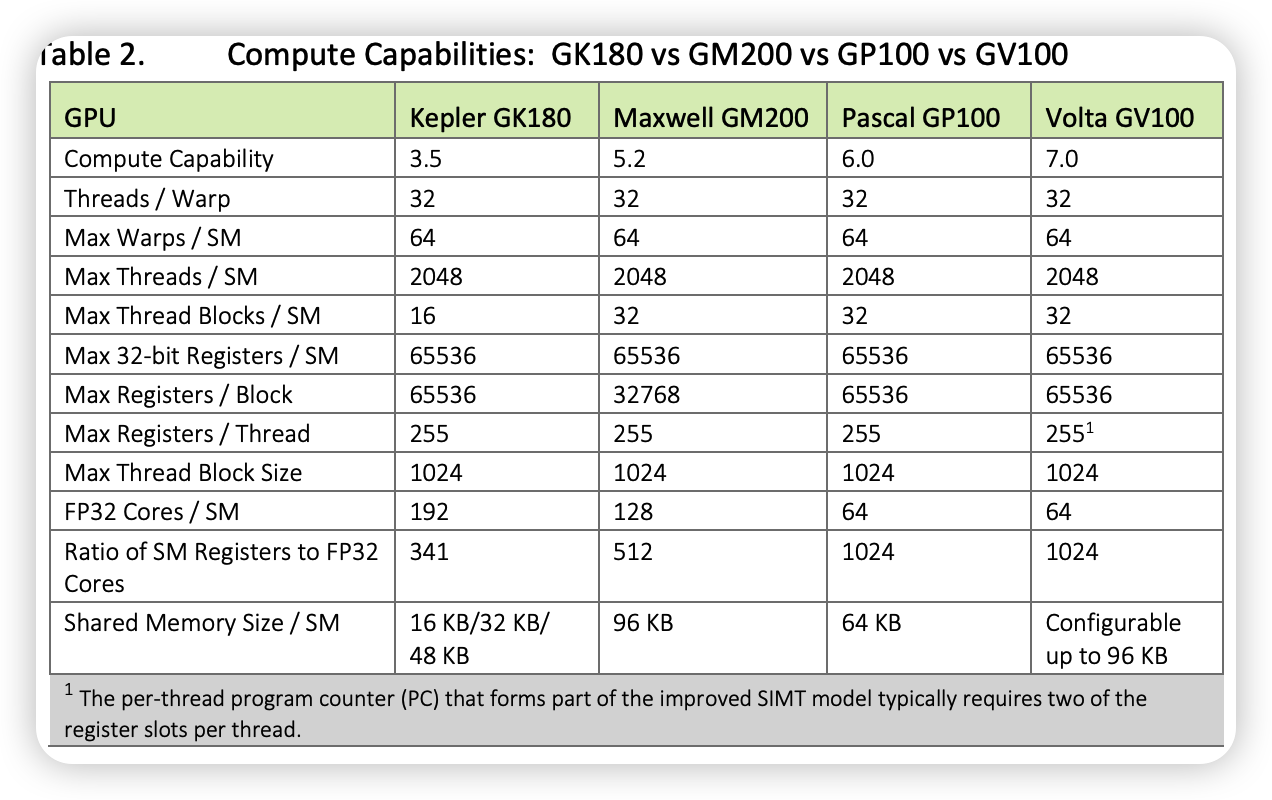 Table 2. Compute Capabilities: GK180 vs GM200 vs GP100 vs GV100
GPU Kepler GK180 Maxwell GM200 Pascal GP100 Volta GV100
Compute Capability 3.5 5.2 6.0 7.0
Threads / Warp 32 32 32 32
Max Warps / SM 64 64 64 64
Max Threads / SM 2048 2048 2048 2048
Max Thread Blocks / SM 16 32 32 32
Max 32-bit Registers / SM 65536 65536 65536 65536
Max Registers / Block 65536 32768 65536 65536
Max Registers / Thread 255 255 255 255¹
Max Thread Block Size 1024 1024 1024 1024
FP32 Cores / SM 192 128 64 64
Ratio of SM Registers to FP32 341 512 1024 1024
Cores
Shared Memory Size / SM 16 KB/32 KB/ 96 KB 64 KB Configurable
48 KB up to 96 KB
¹ The per-thread program counter (PC) that forms part of the improved SIMT model typically requires two of the
register slots per thread.